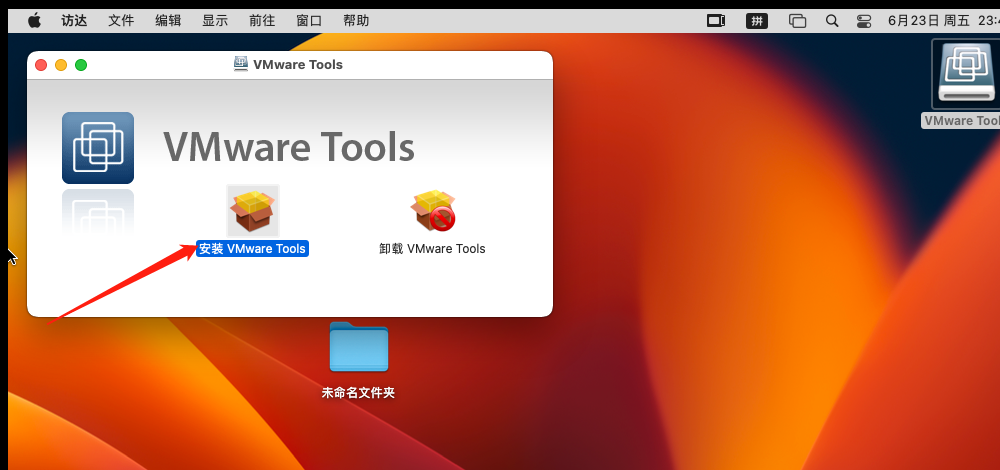 访达 文件 编辑 显示 前往 窗口 帮助 拼 6月23日 周五
VMware Tools
VMware Tools
安装 VMware Tools
卸载 VMware Tools
VMware Tool
未命名文件夹